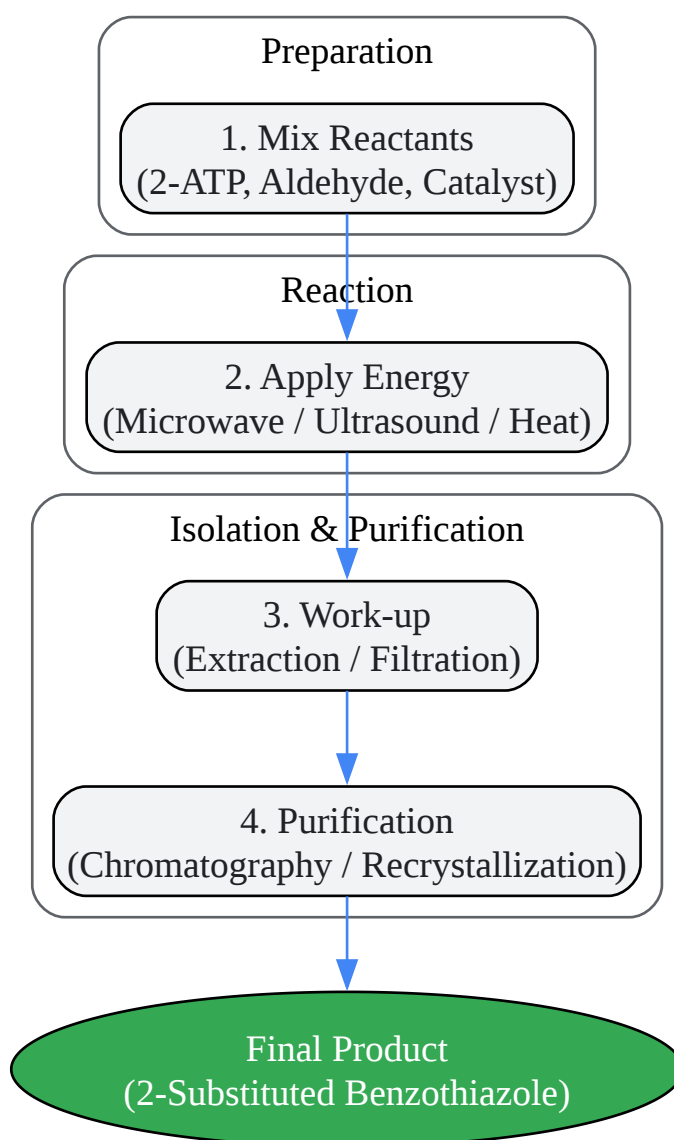 Preparation
1. Mix Reactants
(2-ATP, Aldehyde, Catalyst)
Reaction
2. Apply Energy
(Microwave / Ultrasound / Heat)
Isolation & Purification
3. Work-up
(Extraction / Filtration)
4. Purification
(Chromatography / Recrystallization)
Final Product
(2-Substituted Benzothiazole)